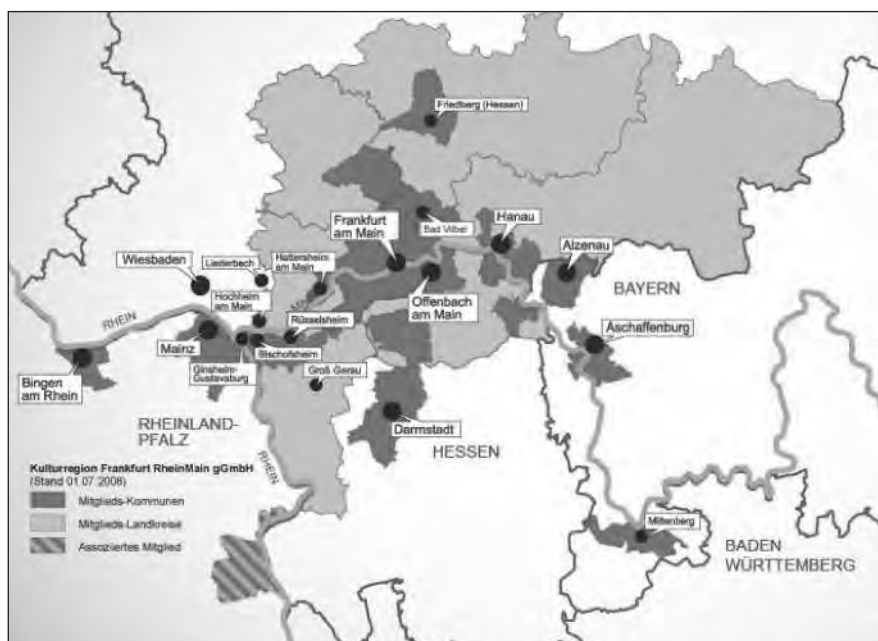 Friedberg (Hessen)
Bad Vilbel
Hanau
Frankfurt
am Main
Alzenau
Hattersheim
am Main
Liederbach
Wiesbaden
Offenbach
am Main
BAYERN
Hochheim
am Main
RHEIN
Rüsselsheim
Aschaffenburg
Mainz
Bischofsheim
Bingen
am Rhein
Ginsheim-
Gustavsburg
Groß Gerau
RHEINLAND-
PFALZ
Darmstadt
HESSEN
RHEIN
Kulturregion Frankfurt RheinMain gGmbH
(Stand 01.07.2008)
Mitglieds-Kommunen
Mitglieds-Landkreise
Assoziiertes Mitglied
Miltenberg
BADEN
WÜRTTEMBERG